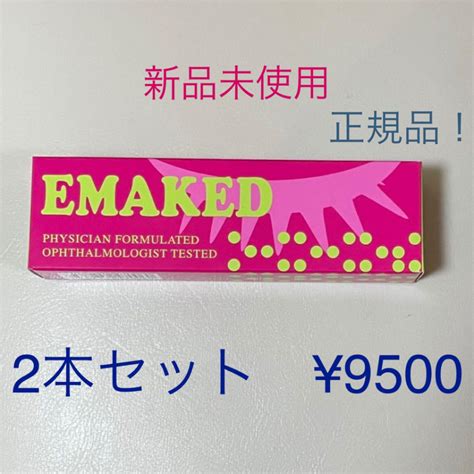 新品未使用
正規品！
EMAKED
PHYSICIAN FORMULATED
OPHTHALMOLOGIST TESTED
2本セット ¥9500